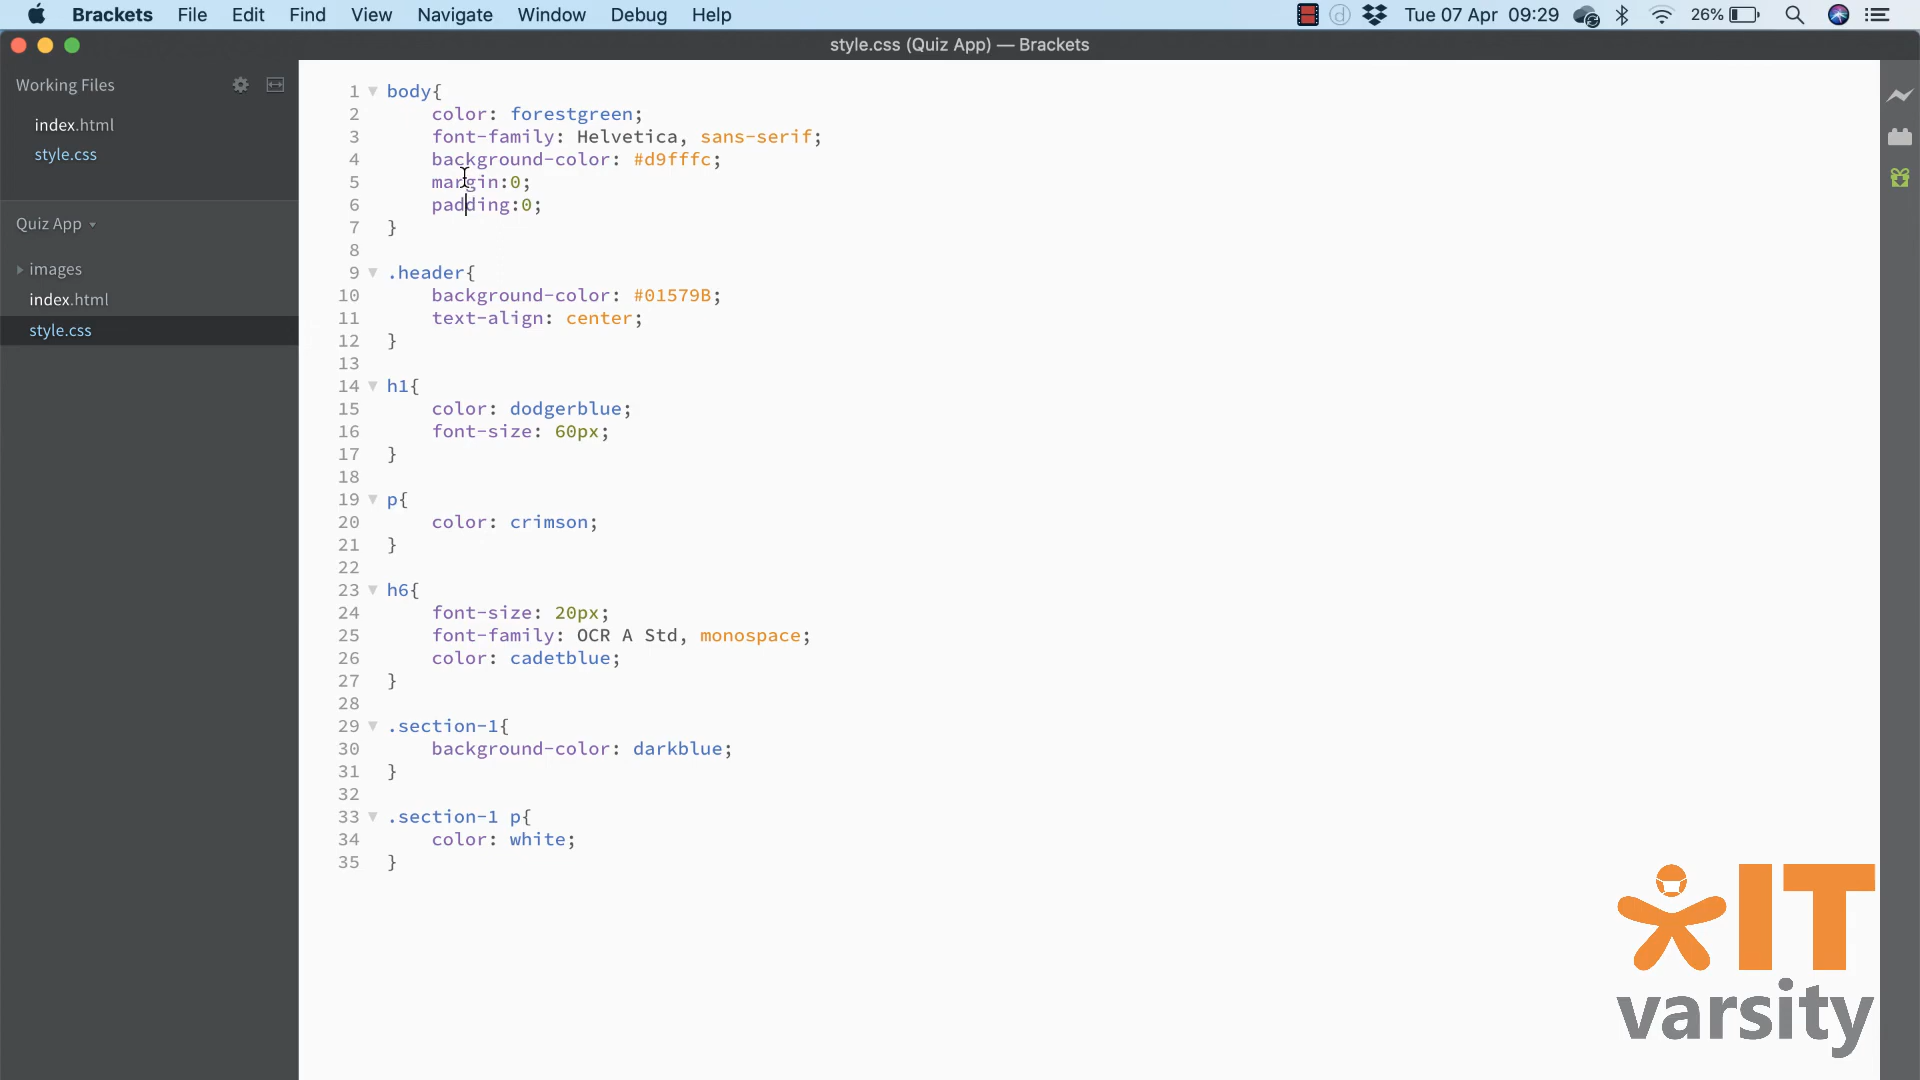 Brackets File Edit Find View Navigate Window Debug Help Tue 07 Apr 09:29 26%
style.css (Quiz App) — Brackets
Working Files
index.html
style.css
Quiz App
images
index.html
style.css
1 body{
2 color: forestgreen;
3 font-family: Helvetica, sans-serif;
4 background-color: #d9fffc;
5 margin:0;
6 padding:0;
7 }
8
9 .header{
10 background-color: #01579B;
11 text-align: center;
12 }
13
14 h1{
15 color: dodgerblue;
16 font-size: 60px;
17 }
18
19 p{
20 color: crimson;
21 }
22
23 h6{
24 font-size: 20px;
25 font-family: OCR A Std, monospace;
26 color: cadetblue;
27 }
28
29 .section-1{
30 background-color: darkblue;
31 }
32
33 .section-1 p{
34 color: white;
35 }
IT
varsity